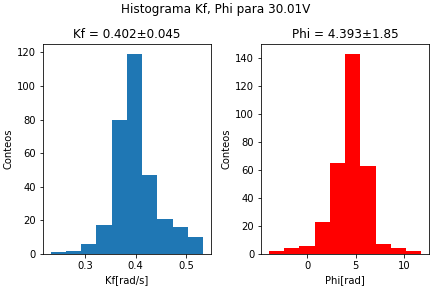 Histograma Kf, Phi para 30.01V
Kf = 0.402±0.045
Phi = 4.393±1.85
Conteos
120
100
80
60
40
20
0
0.3 0.4 0.5
Kf[rad/s]
Conteos
140
120
100
80
60
40
20
0
0 5 10
Phi[rad]